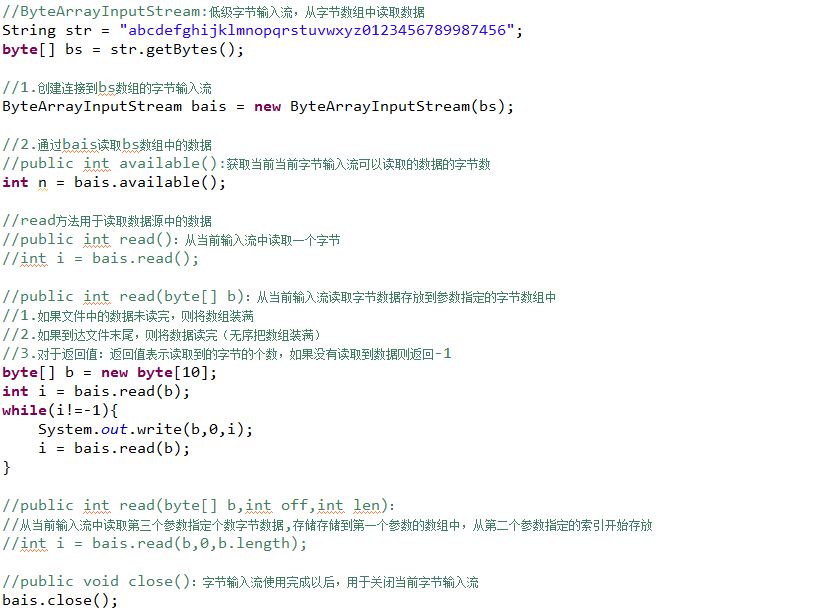 //ByteArrayInputStream:低级字节输入流，从字节数组中读取数据
String str = "abcdefghijklmnopqrstuvwxyz0123456789987456";
byte[] bs = str.getBytes();
//1.创建连接到bs数组的字节输入流
ByteArrayInputStream bais = new ByteArrayInputStream(bs);
//2.通过bais读取bs数组中的数据
//public int available():获取当前当前字节输入流可以读取的数据的字节数
int n = bais.available();
//read方法用于读取数据源中的数据
//public int read()：从当前输入流中读取一个字节
//int i = bais.read();
//public int read(byte[] b)：从当前输入流读取字节数据存放到参数指定的字节数组中
//1.如果文件中的数据未读完，则将数组装满
//2.如果到达文件末尾，则将数据读完（无序把数组装满）
//3.对于返回值：返回值表示读取到的字节的个数，如果没有读取到数据则返回-1
byte[] b = new byte[10];
int i = bais.read(b);
while(i!=-1){
    System.out.write(b,0,i);
    i = bais.read(b);
}
//public int read(byte[] b,int off,int len)：
//从当前输入流中读取第三个参数指定个数字节数据,存储存储到第一个参数的数组中，从第二个参数指定的索引开始存放
//int i = bais.read(b,0,b.length);
//public void close()：字节输入流使用完成以后，用于关闭当前字节输入流
bais.close();